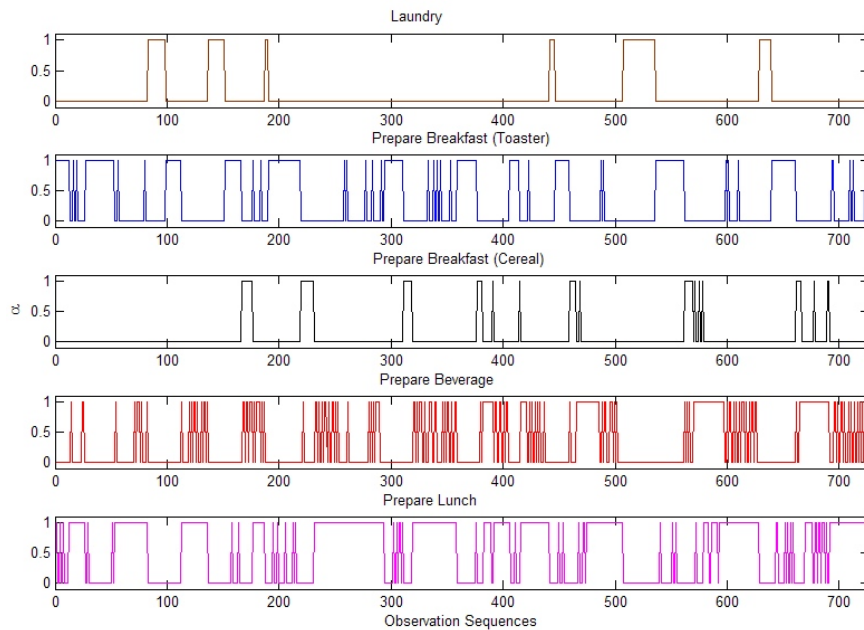 Laundry
1
0.5
0
0 100 200 300 400 500 600 700
Prepare Breakfast (Toaster)
1
0.5
0
0 100 200 300 400 500 600 700
Prepare Breakfast (Cereal)
1
0.5
0
α
0 100 200 300 400 500 600 700
Prepare Beverage
1
0.5
0
0 100 200 300 400 500 600 700
Prepare Lunch
1
0.5
0
0 100 200 300 400 500 600 700
Observation Sequences